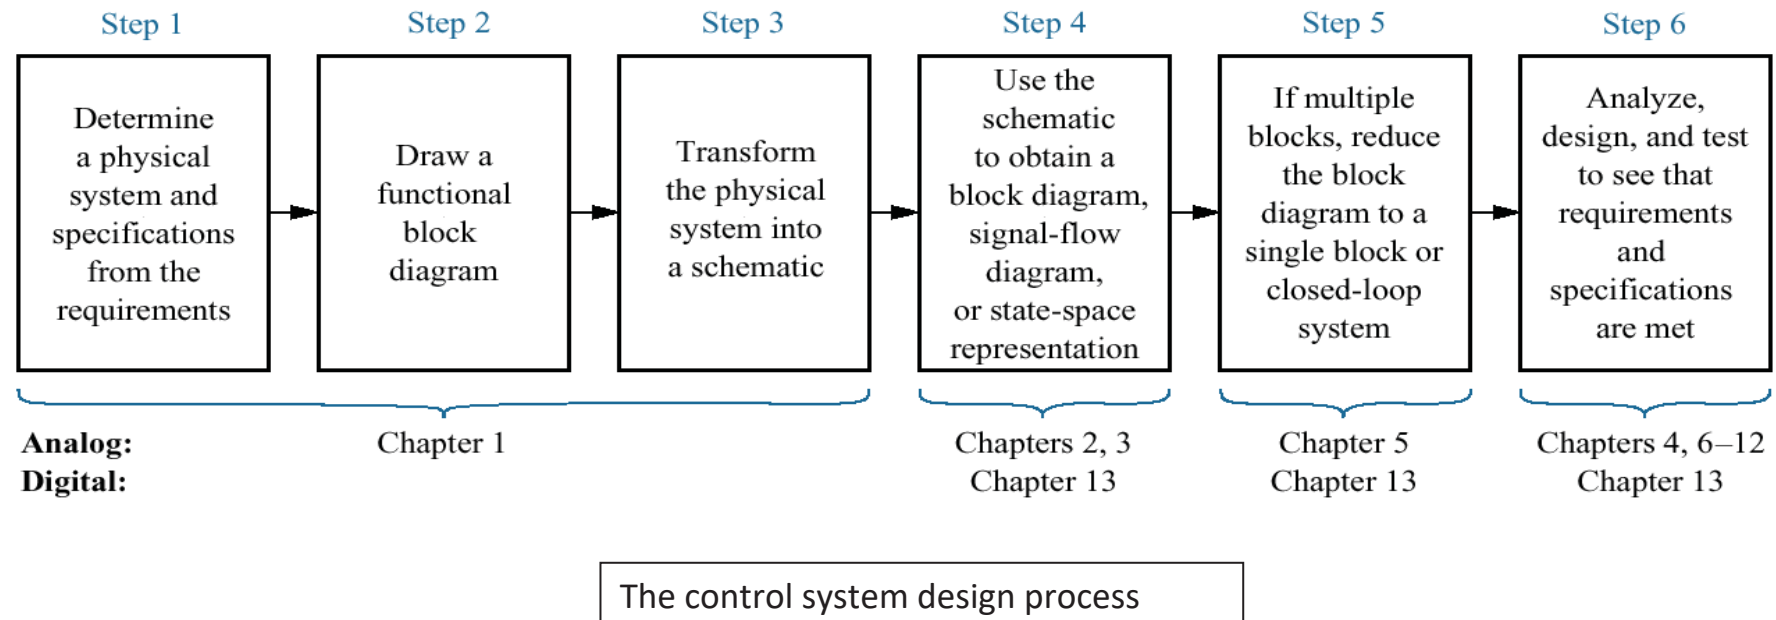 Step 1
Step 2
Step 3
Step 4
Step 5
Step 6
Determine
a physical
system and
specifications
from the
requirements
Draw a
functional
block
diagram
Transform
the physical
system into
a schematic
Use the
schematic
to obtain a
block diagram,
signal-flow
diagram,
or state-space
representation
If multiple
blocks, reduce
the block
diagram to a
single block or
closed-loop
system
Analyze,
design, and test
to see that
requirements
and
specifications
are met
Analog:
Chapter 1
Chapters 2, 3
Chapter 5
Chapters 4, 6–12
Digital:
Chapter 13
Chapter 13
Chapter 13
The control system design process